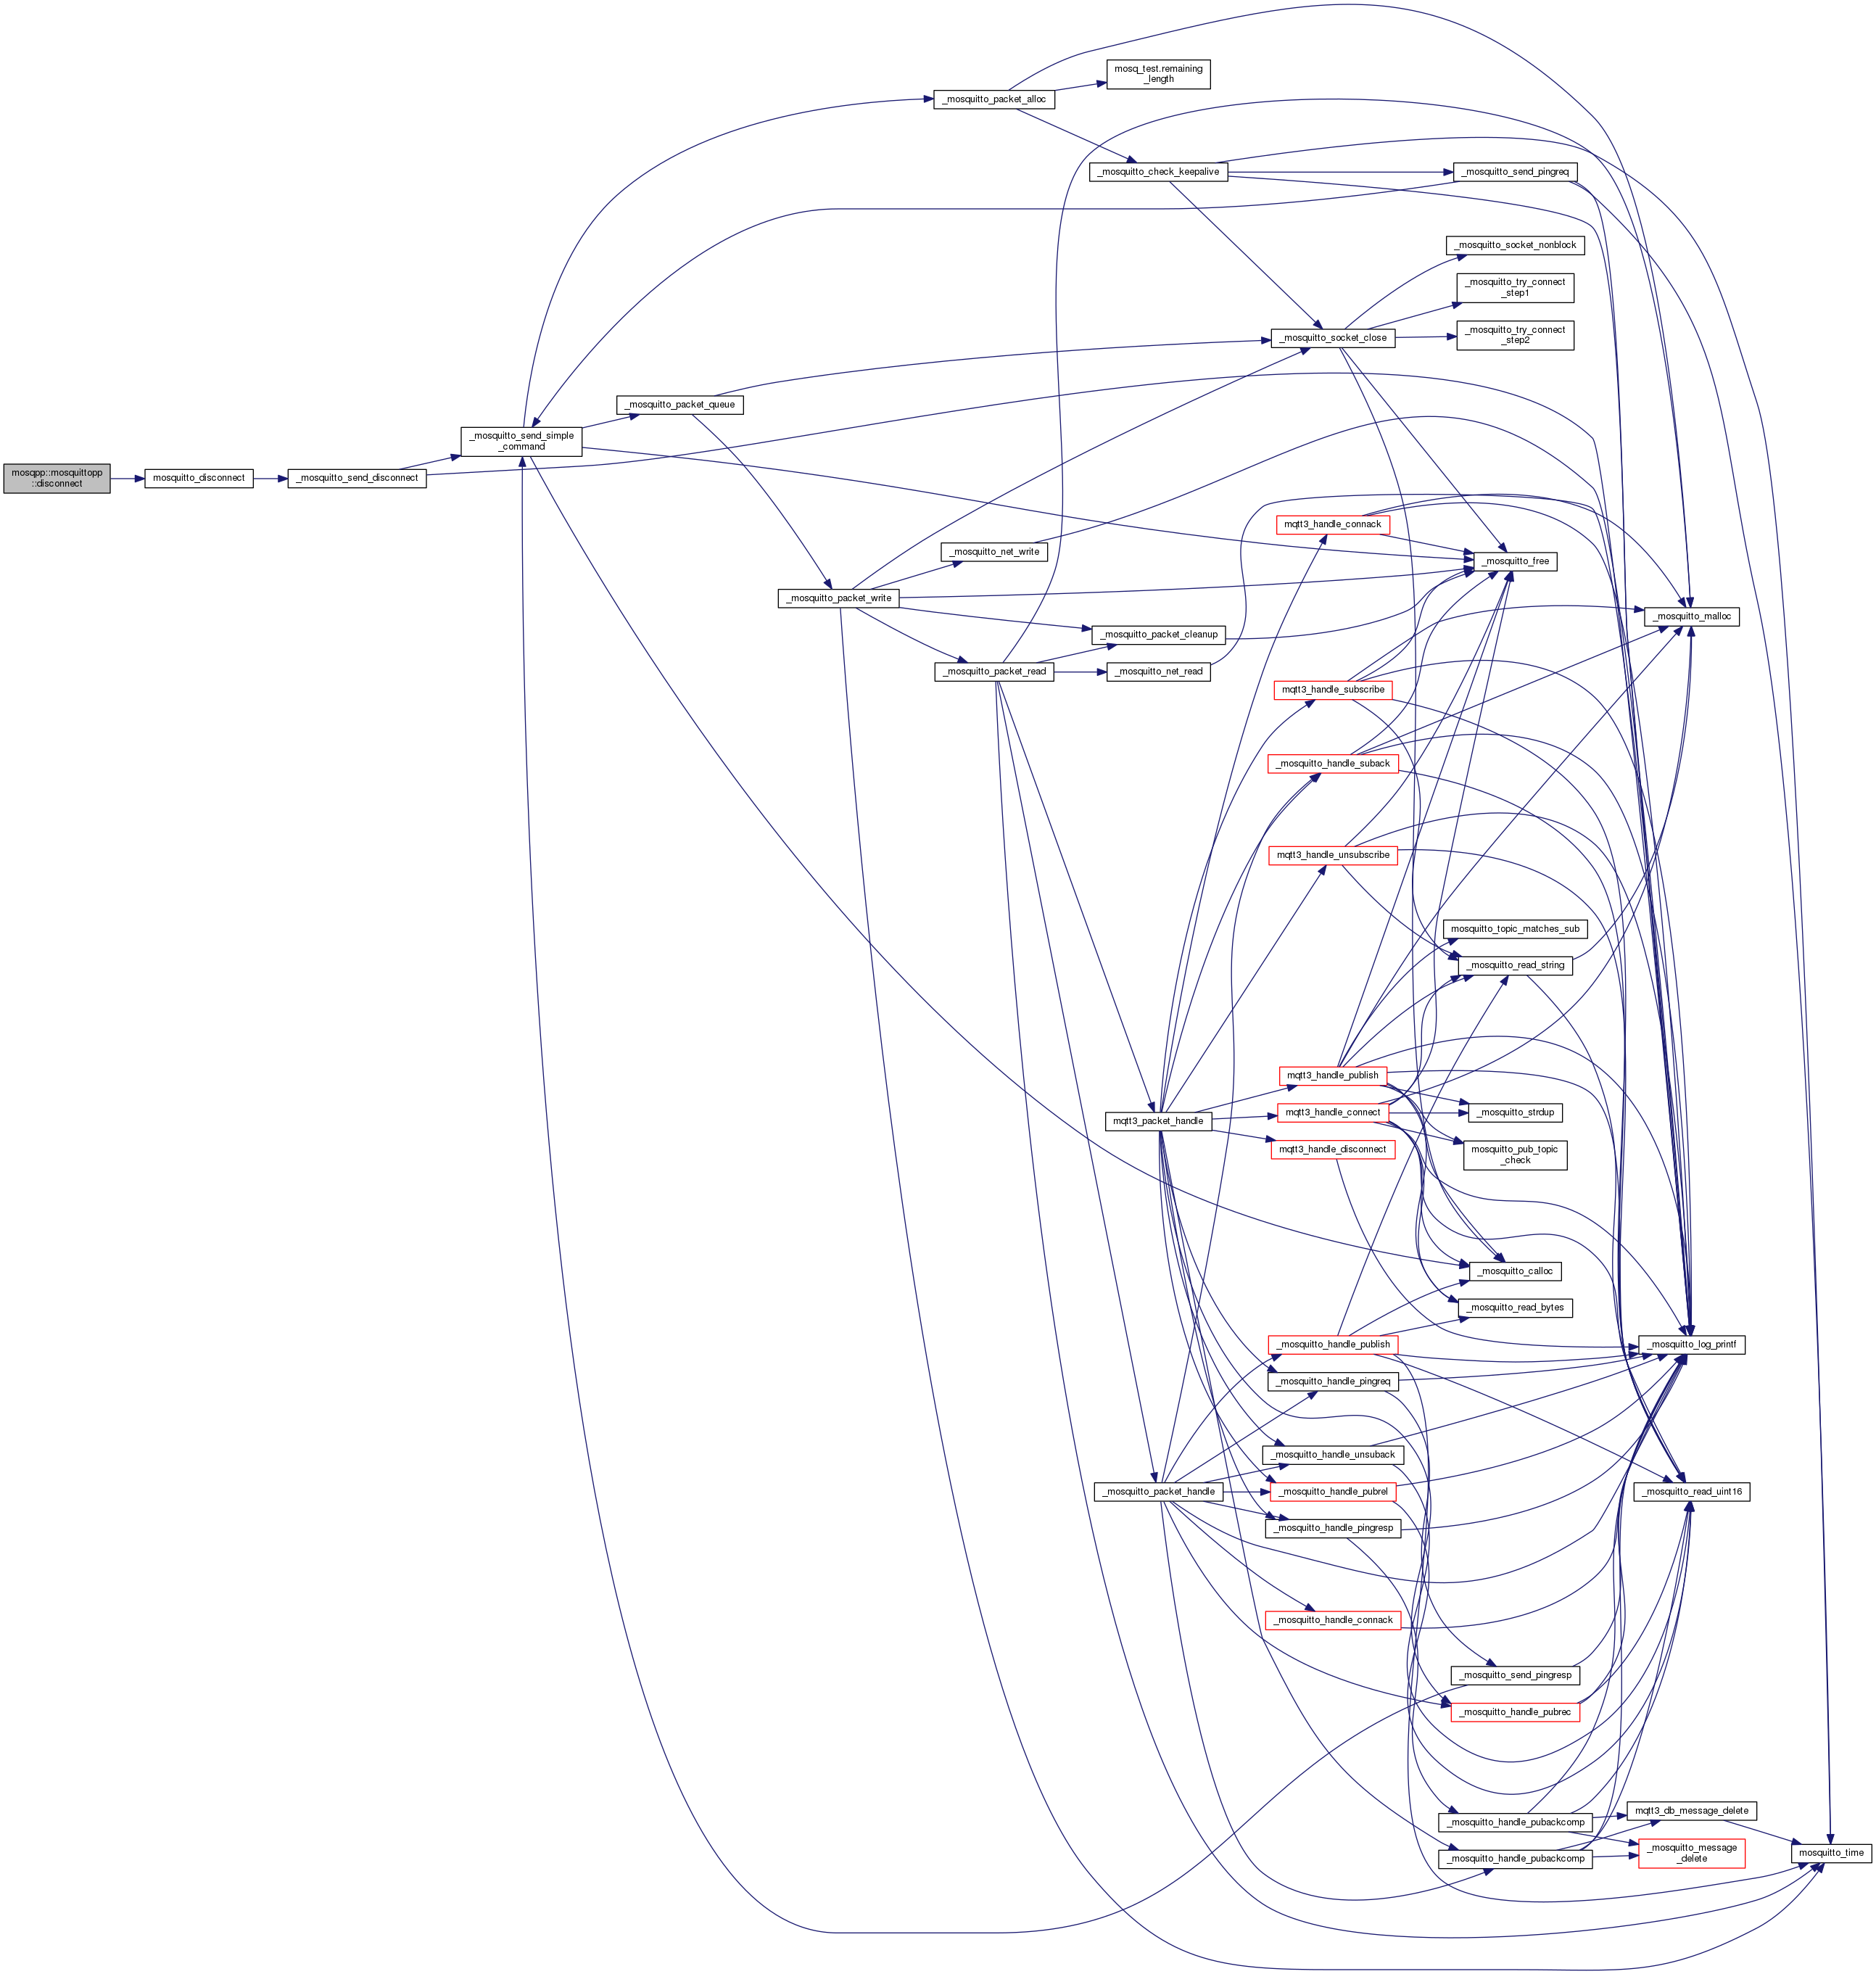 mosqpp::mosquittopp
::disconnect
mosquitto_disconnect
_mosquitto_send_disconnect
_mosquitto_send_simple
_command
_mosquitto_packet_queue
_mosquitto_packet_write
_mosquitto_packet_alloc
_mosquitto_net_write
_mosquitto_packet_read
mosq_test.remaining
_length
_mosquitto_check_keepalive
_mosquitto_packet_cleanup
_mosquitto_net_read
mqtt3_packet_handle
_mosquitto_packet_handle
_mosquitto_socket_close
mqtt3_handle_connack
mqtt3_handle_subscribe
_mosquitto_handle_suback
mqtt3_handle_unsubscribe
mqtt3_handle_publish
mqtt3_handle_connect
mqtt3_handle_disconnect
_mosquitto_handle_publish
_mosquitto_handle_pingreq
_mosquitto_handle_unsuback
_mosquitto_handle_pubrel
_mosquitto_handle_pingresp
_mosquitto_handle_connack
_mosquitto_send_pingreq
_mosquitto_socket_nonblock
_mosquitto_try_connect
_step1
_mosquitto_try_connect
_step2
_mosquitto_free
mosquitto_topic_matches_sub
_mosquitto_read_string
_mosquitto_strdup
mosquitto_pub_topic
_check
_mosquitto_calloc
_mosquitto_read_bytes
_mosquitto_send_pingresp
_mosquitto_handle_pubrec
_mosquitto_handle_pubackcomp
_mosquitto_handle_pubackcomp
_mosquitto_malloc
_mosquitto_log_printf
_mosquitto_read_uint16
mqtt3_db_message_delete
_mosquitto_message
_delete
mosquitto_time